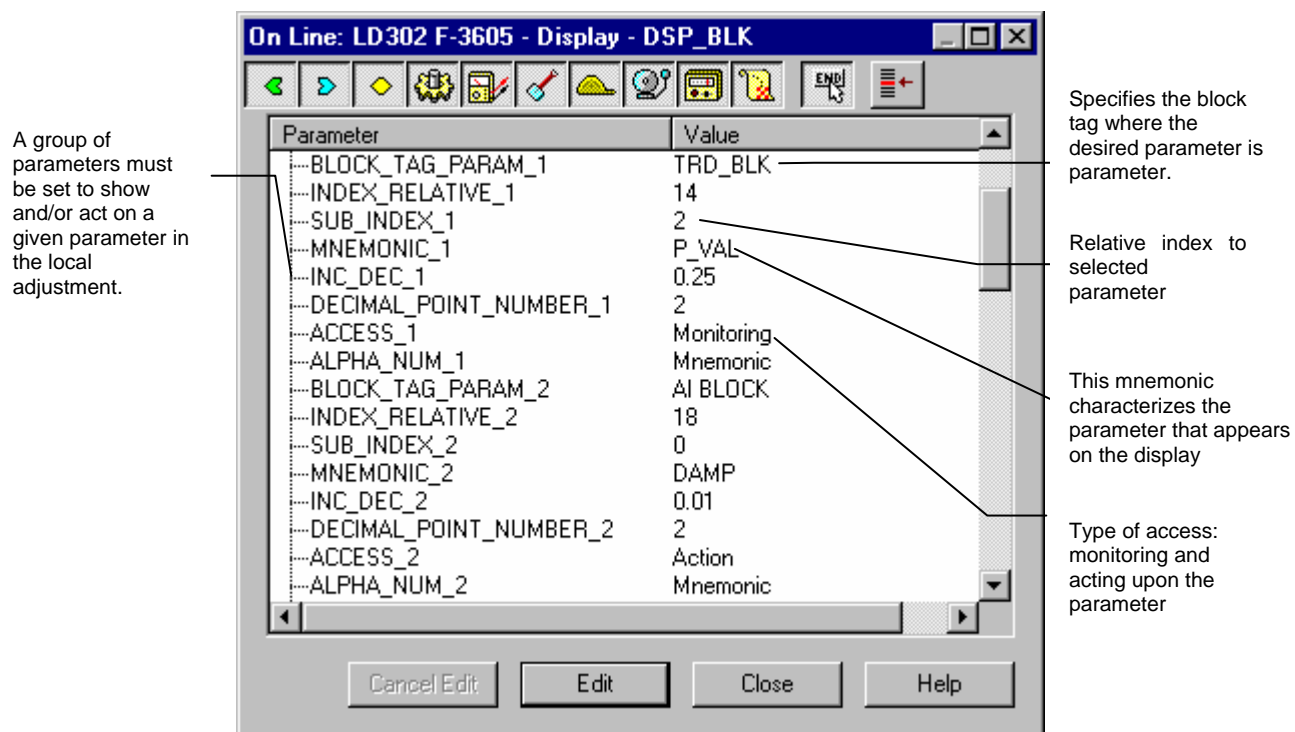 On Line: LD302 F-3605 - Display - DSP_BLK
END
A group of
parameters must
be set to show
and/or act on a
given parameter in
the local
adjustment.
Parameter Value
BLOCK_TAG_PARAM_1 TRD_BLK
INDEX_RELATIVE_1 14
SUB_INDEX_1 2
MNEMONIC_1 P_VAL
INC_DEC_1 0.25
DECIMAL_POINT_NUMBER_1 2
ACCESS_1 Monitoring
ALPHA_NUM_1 Mnemonic
BLOCK_TAG_PARAM_2 AI BLOCK
INDEX_RELATIVE_2 18
SUB_INDEX_2 0
MNEMONIC_2 DAMP
INC_DEC_2 0.01
DECIMAL_POINT_NUMBER_2 2
ACCESS_2 Action
ALPHA_NUM_2 Mnemonic
Cancel Edit Edit Close Help
Specifies the block
tag where the
desired parameter is
parameter.
Relative index to
selected
parameter
This mnemonic
characterizes the
parameter that appears
on the display
Type of access:
monitoring and
acting upon the
parameter